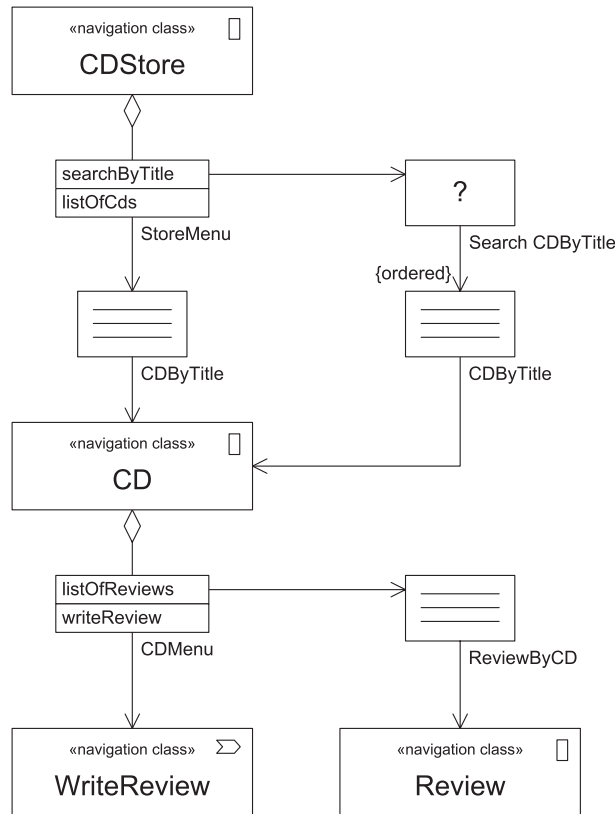 «navigation class»
CDStore
searchByTitle
listOfCds
StoreMenu
?
Search CDByTitle
{ordered}
CDByTitle
CDByTitle
«navigation class»
CD
listOfReviews
writeReview
CDMenu
ReviewByCD
«navigation class»
WriteReview
«navigation class»
Review